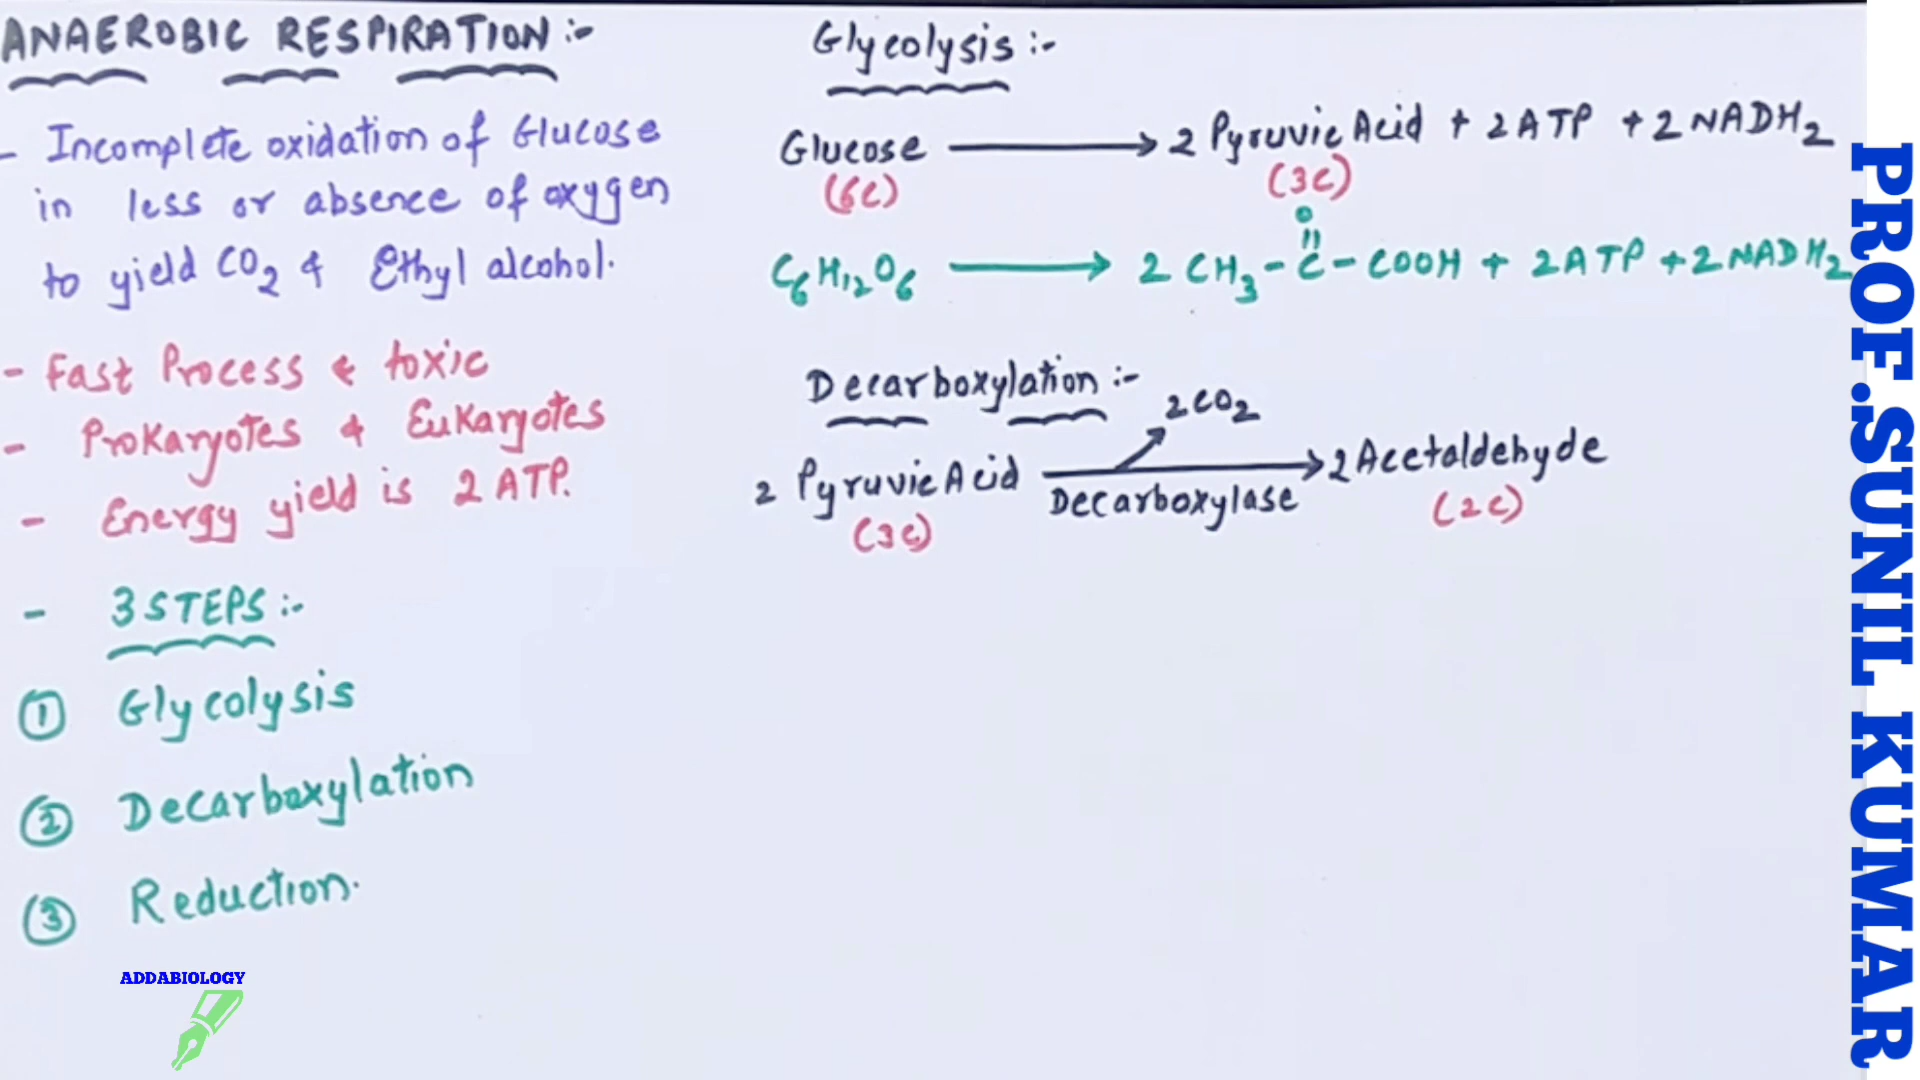 ANAEROBIC RESPIRATION :-
- Incomplete oxidation of Glucose
in less or absence of oxygen
to yield CO2 & Ethyl alcohol.
- Fast Process & toxic
- Prokaryotes & Eukaryotes
- Energy yield is 2 ATP.
- 3 STEPS :-
① Glycolysis
② Decarboxylation
③ Reduction.
ADDABIOLOGY
Glycolysis :-
Glucose ⟶ 2 Pyruvic Acid + 2 ATP + 2 NADH2
(6C) (3C)
O
C6H12O6 ⟶ 2 CH3 - C - COOH + 2 ATP + 2 NADH2
Decarboxylation :-
2CO2
2 Pyruvic Acid ⟶ 2 Acetaldehyde
Decarboxylase
(3C) (2C)
PROF.SUNIL KUMAR